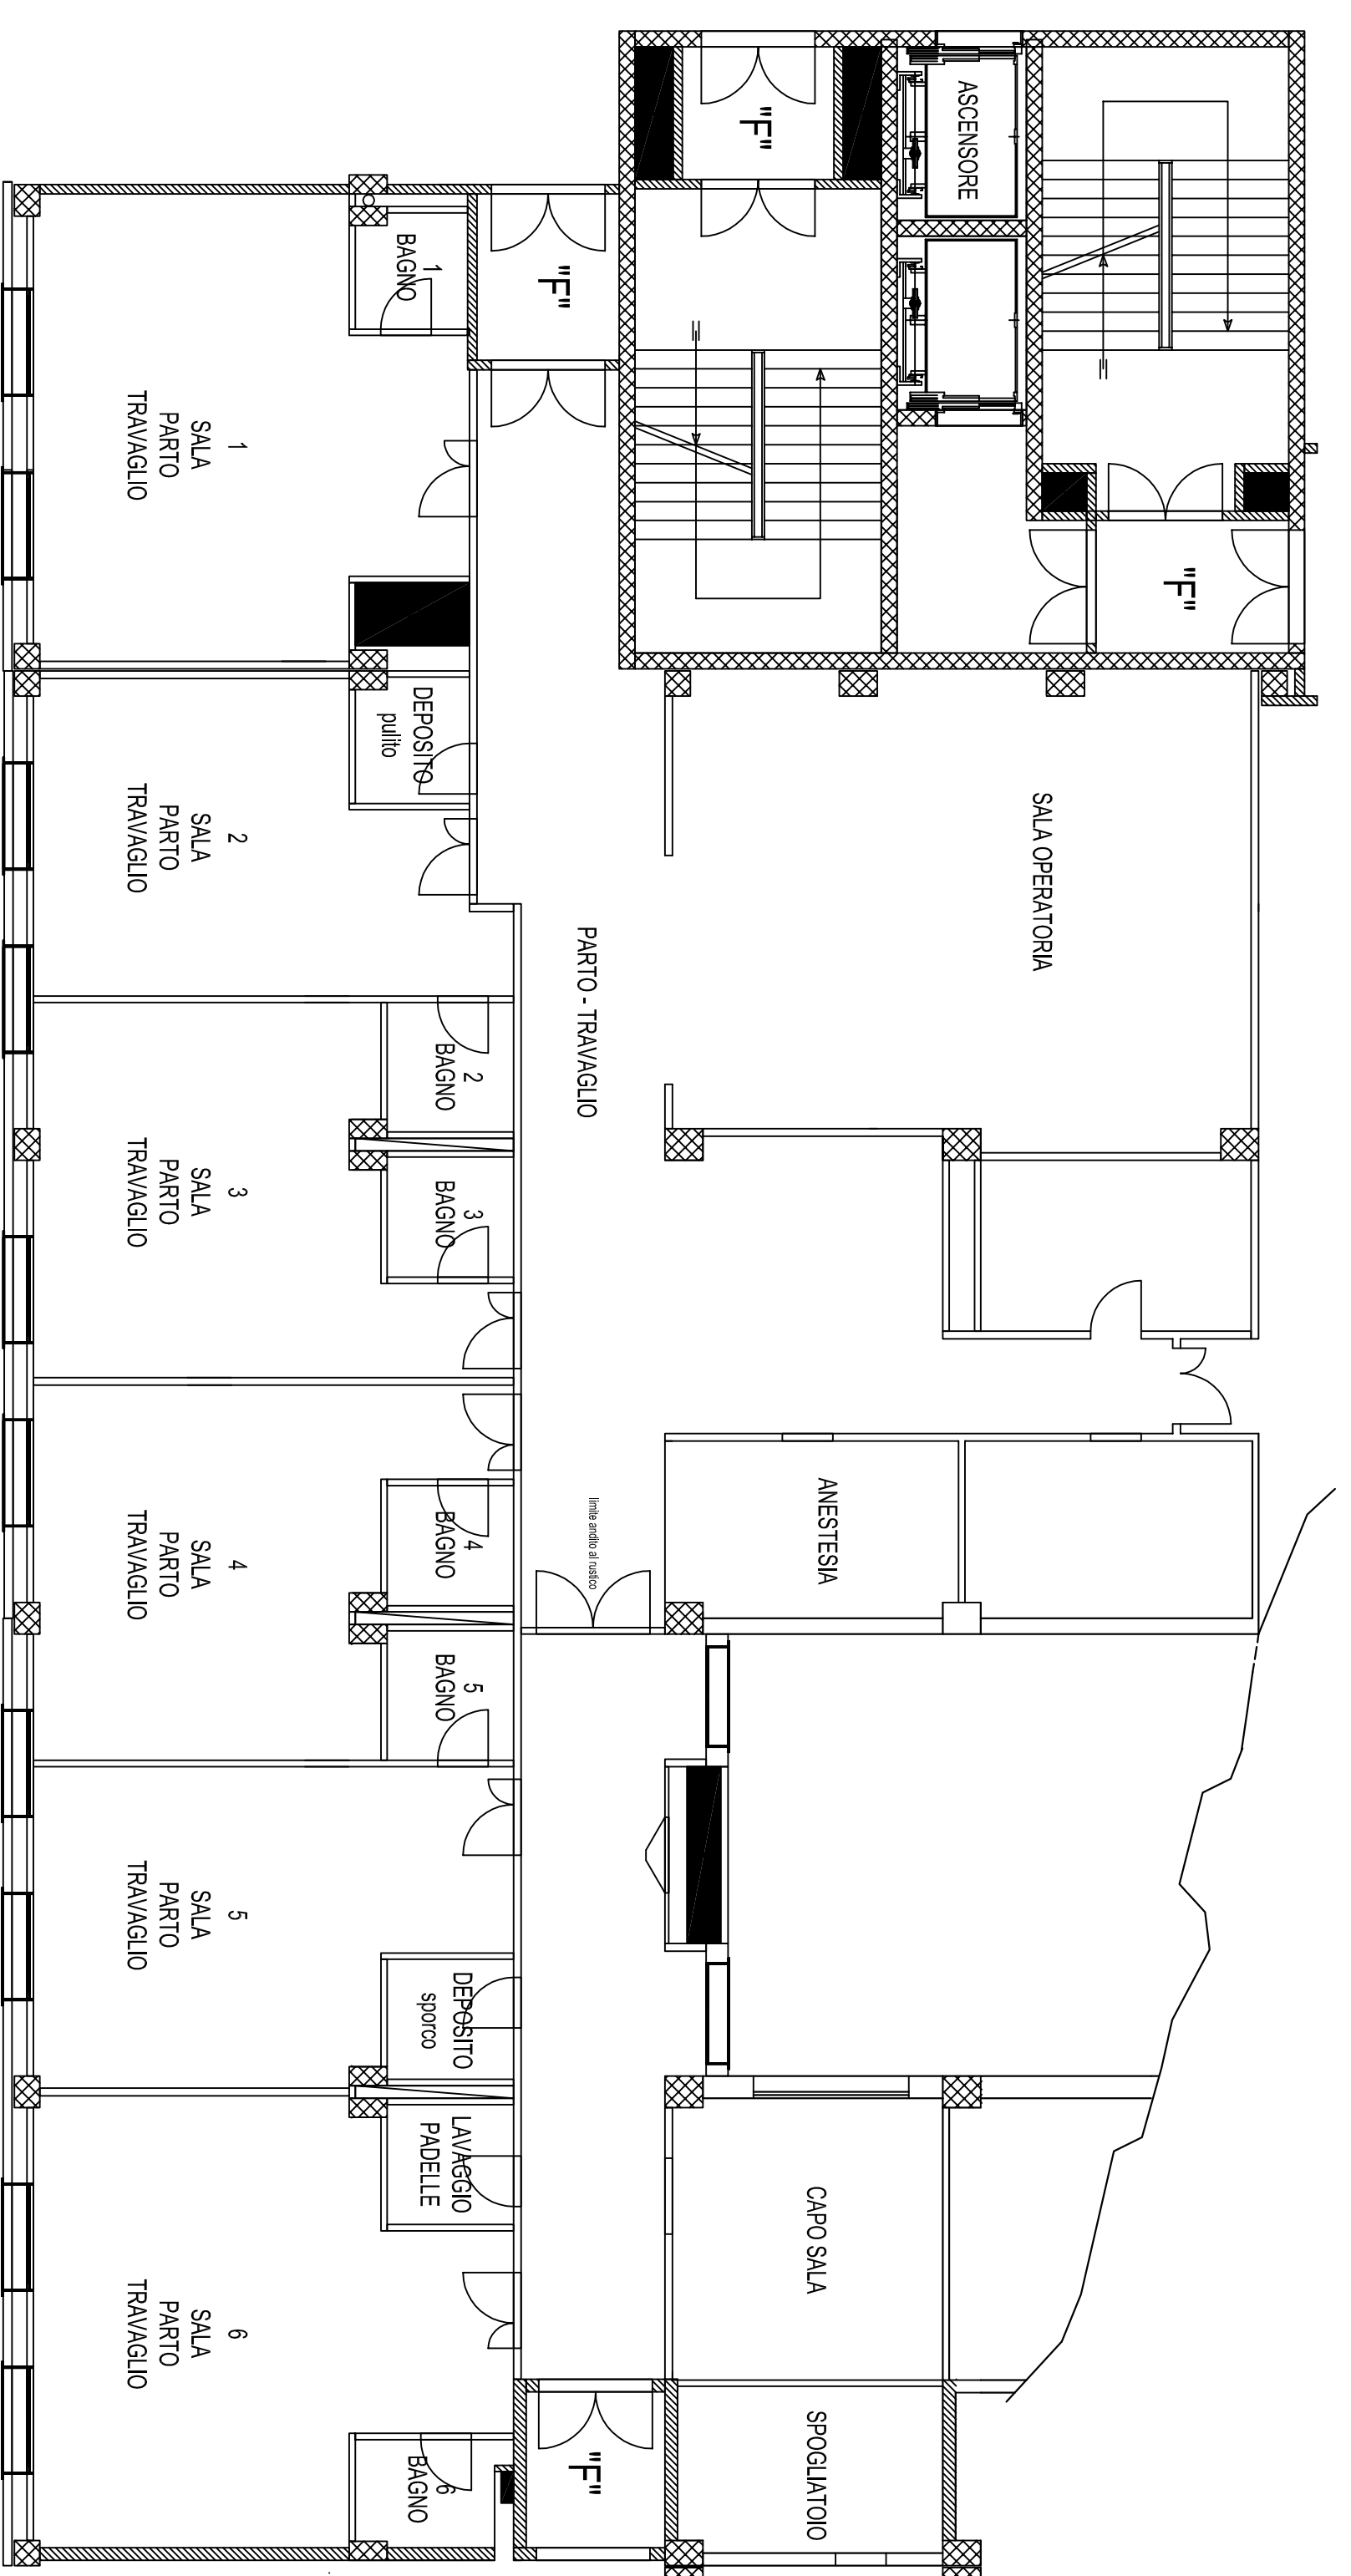 ASCENSORE
"F"
"F"
"F"
1
BAGNO
1
SALA
PARTO
TRAVAGLIO
DEPOSITO
pulito
2
SALA
PARTO
TRAVAGLIO
SALA OPERATORIA
PARTO - TRAVAGLIO
2
BAGNO
3
BAGNO
3
SALA
PARTO
TRAVAGLIO
4
BAGNO
4
SALA
PARTO
TRAVAGLIO
ANESTESIA
limite andito al rustico
5
BAGNO
5
SALA
PARTO
TRAVAGLIO
DEPOSITO
sporco
LAVAGGIO
PADELLE
CAPO SALA
6
SALA
PARTO
TRAVAGLIO
6
BAGNO
"F"
SPOGLIATOIO